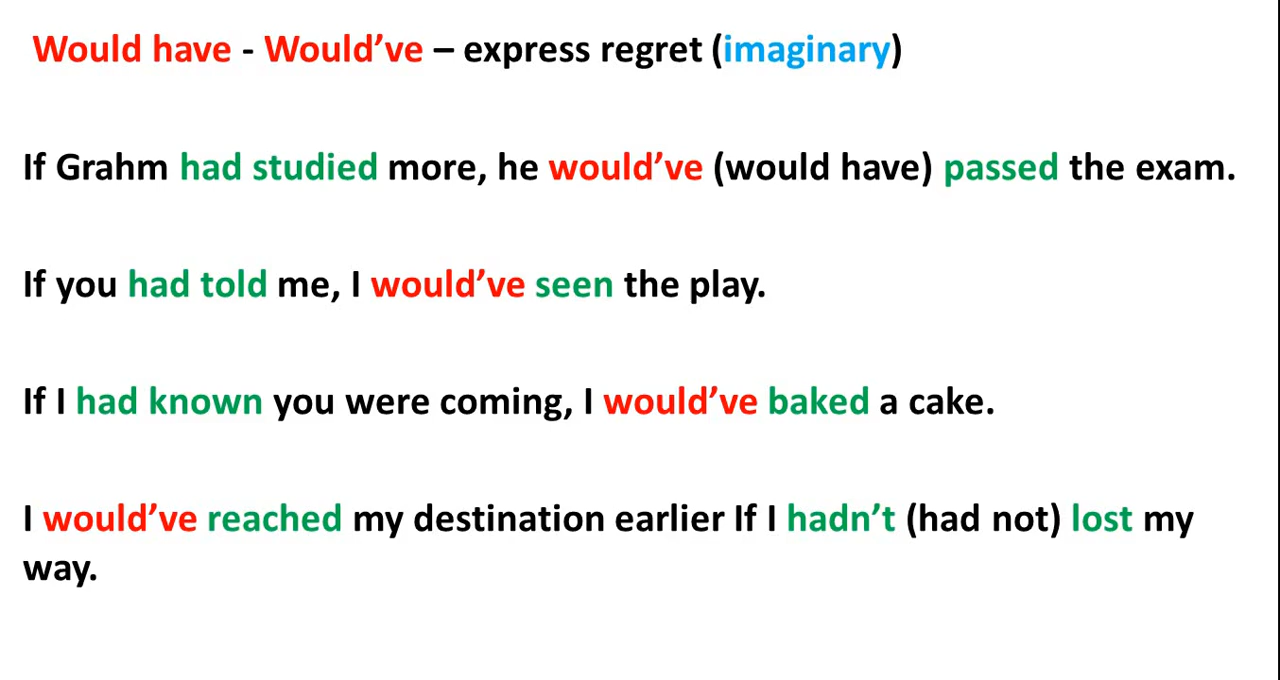 Would have - Would’ve – express regret (imaginary)
If Grahm had studied more, he would’ve (would have) passed the exam.
If you had told me, I would’ve seen the play.
If I had known you were coming, I would’ve baked a cake.
I would’ve reached my destination earlier If I hadn’t (had not) lost my
way.